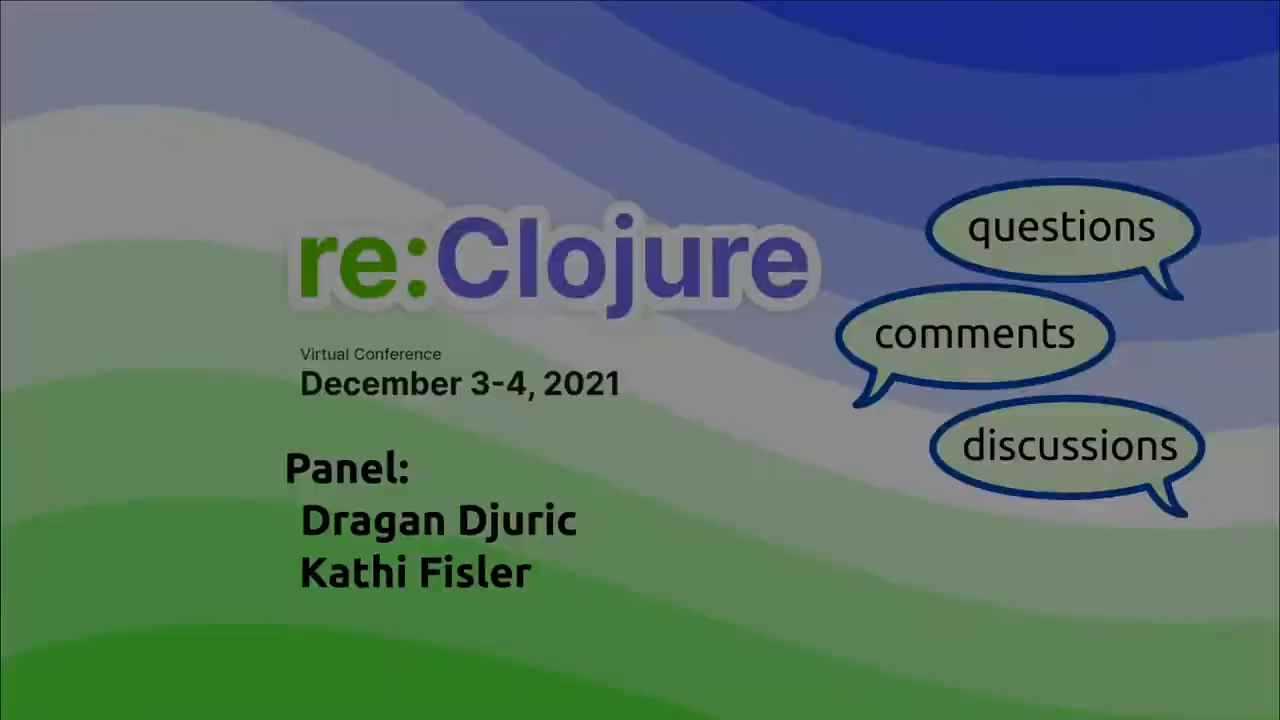 re:Clojure
Virtual Conference
December 3-4, 2021
Panel:
Dragan Djuric
Kathi Fisler
questions
comments
discussions